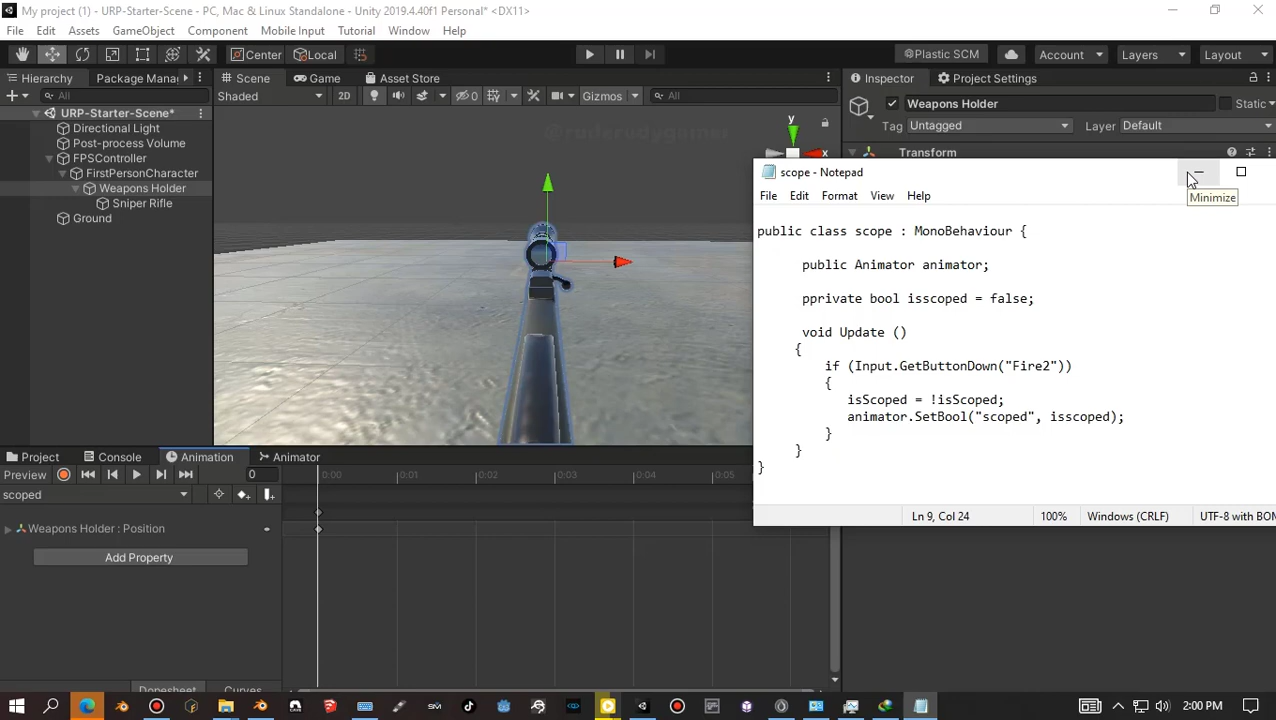 My project (1) - URP-Starter-Scene - PC, Mac & Linux Standalone - Unity 2019.4.40f1 Personal* <DX11>
File Edit Assets GameObject Component Mobile Input Tutorial Window Help
Center Local Plastic SCM Account Layers Layout
Hierarchy Package Mana Scene Game Asset Store Inspector Project Settings
All Shaded 2D 0 Gizmos All Weapons Holder Static
URP-Starter-Scene*
Tag Untagged Layer Default
Directional Light
@ruderudygamer
Post-process Volume
y
x
Transform
FPSController
FirstPersonCharacter
Weapons Holder
Sniper Rifle
Ground
scope - Notepad
Minimize
File Edit Format View Help
public class scope : MonoBehaviour {
public Animator animator;
pprivate bool isscoped = false;
void Update ()
{
if (Input.GetButtonDown("Fire2"))
{
isScoped = !isScoped;
animator.SetBool("scoped", isscoped);
}
}
}
Ln 9, Col 24 100% Windows (CRLF) UTF-8 with BOM
Project Console Animation Animator
Preview 0 0:00 0:01 0:02 0:03 0:04 0:05
scoped
Weapons Holder : Position
Add Property
Dopesheet Curves
2:00 PM